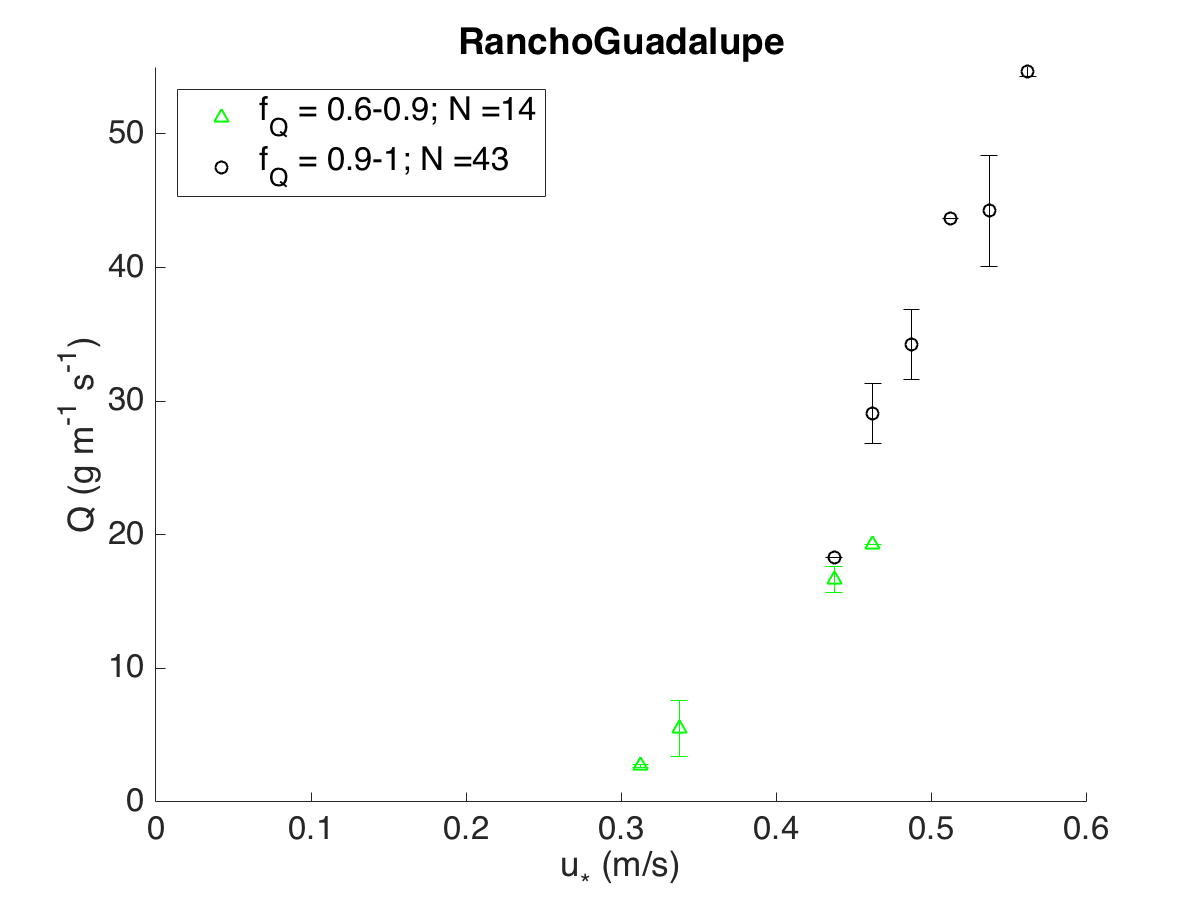 RanchoGuadalupe
f_Q = 0.6-0.9; N =14
f_Q = 0.9-1; N =43
Q (g m^-1 s^-1)
50
40
30
20
10
0
0 0.1 0.2 0.3 0.4 0.5 0.6
u_* (m/s)